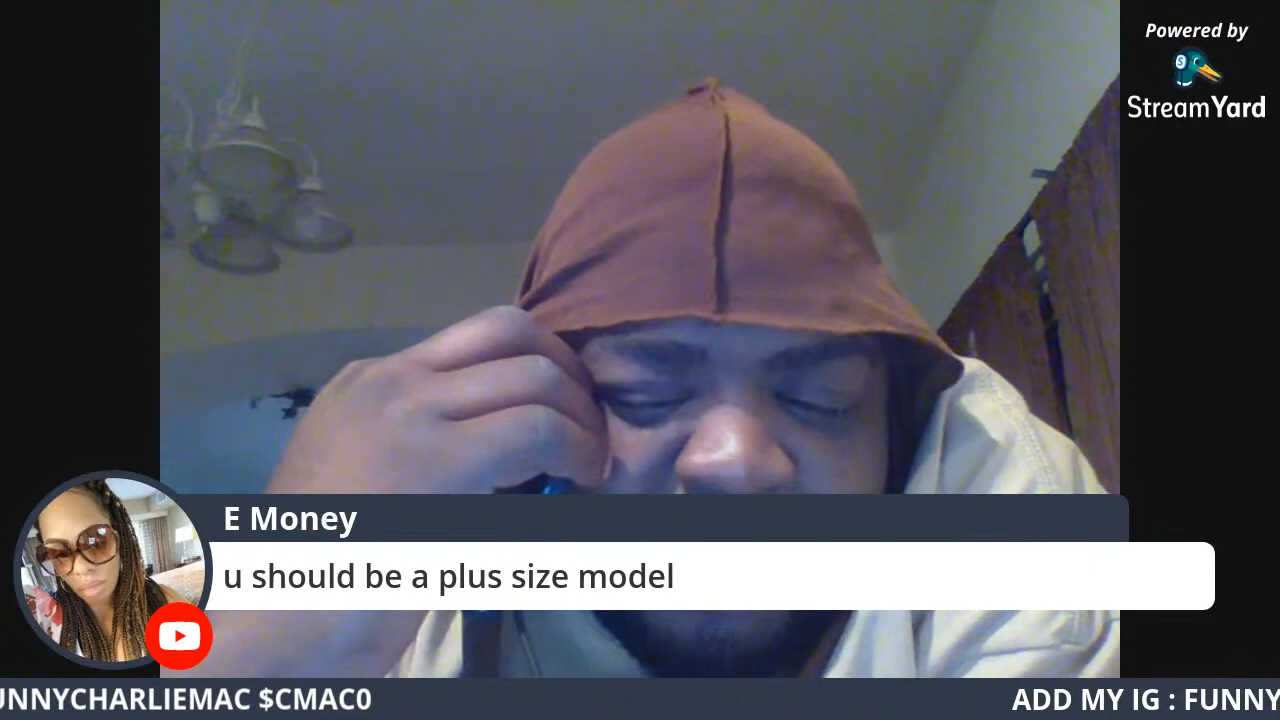 Powered by
StreamYard
E Money
u should be a plus size model
UNNYCHARLIEMAC $CMAC0
ADD MY IG : FUNNY